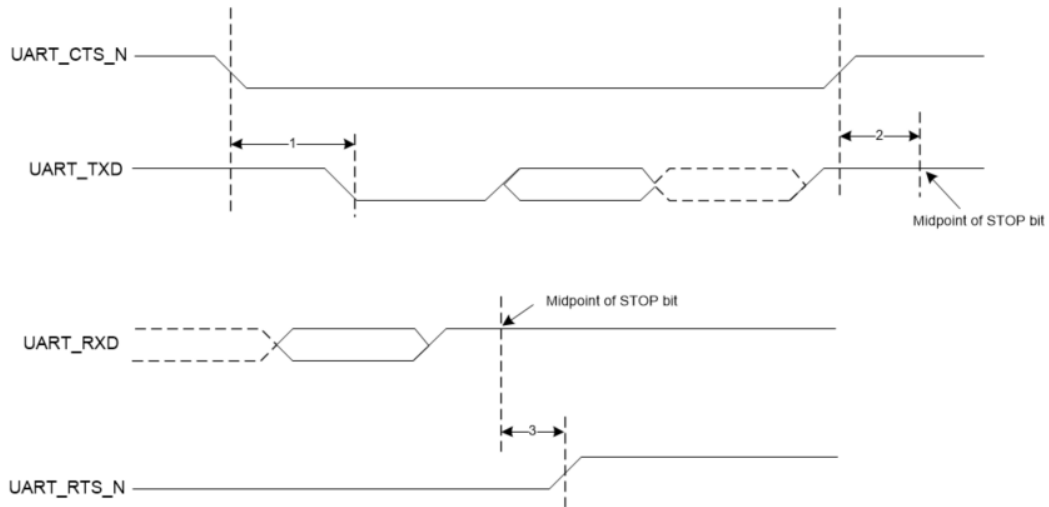 UART_CTS_N
1
2
UART_TXD
Midpoint of STOP bit
Midpoint of STOP bit
UART_RXD
3
UART_RTS_N